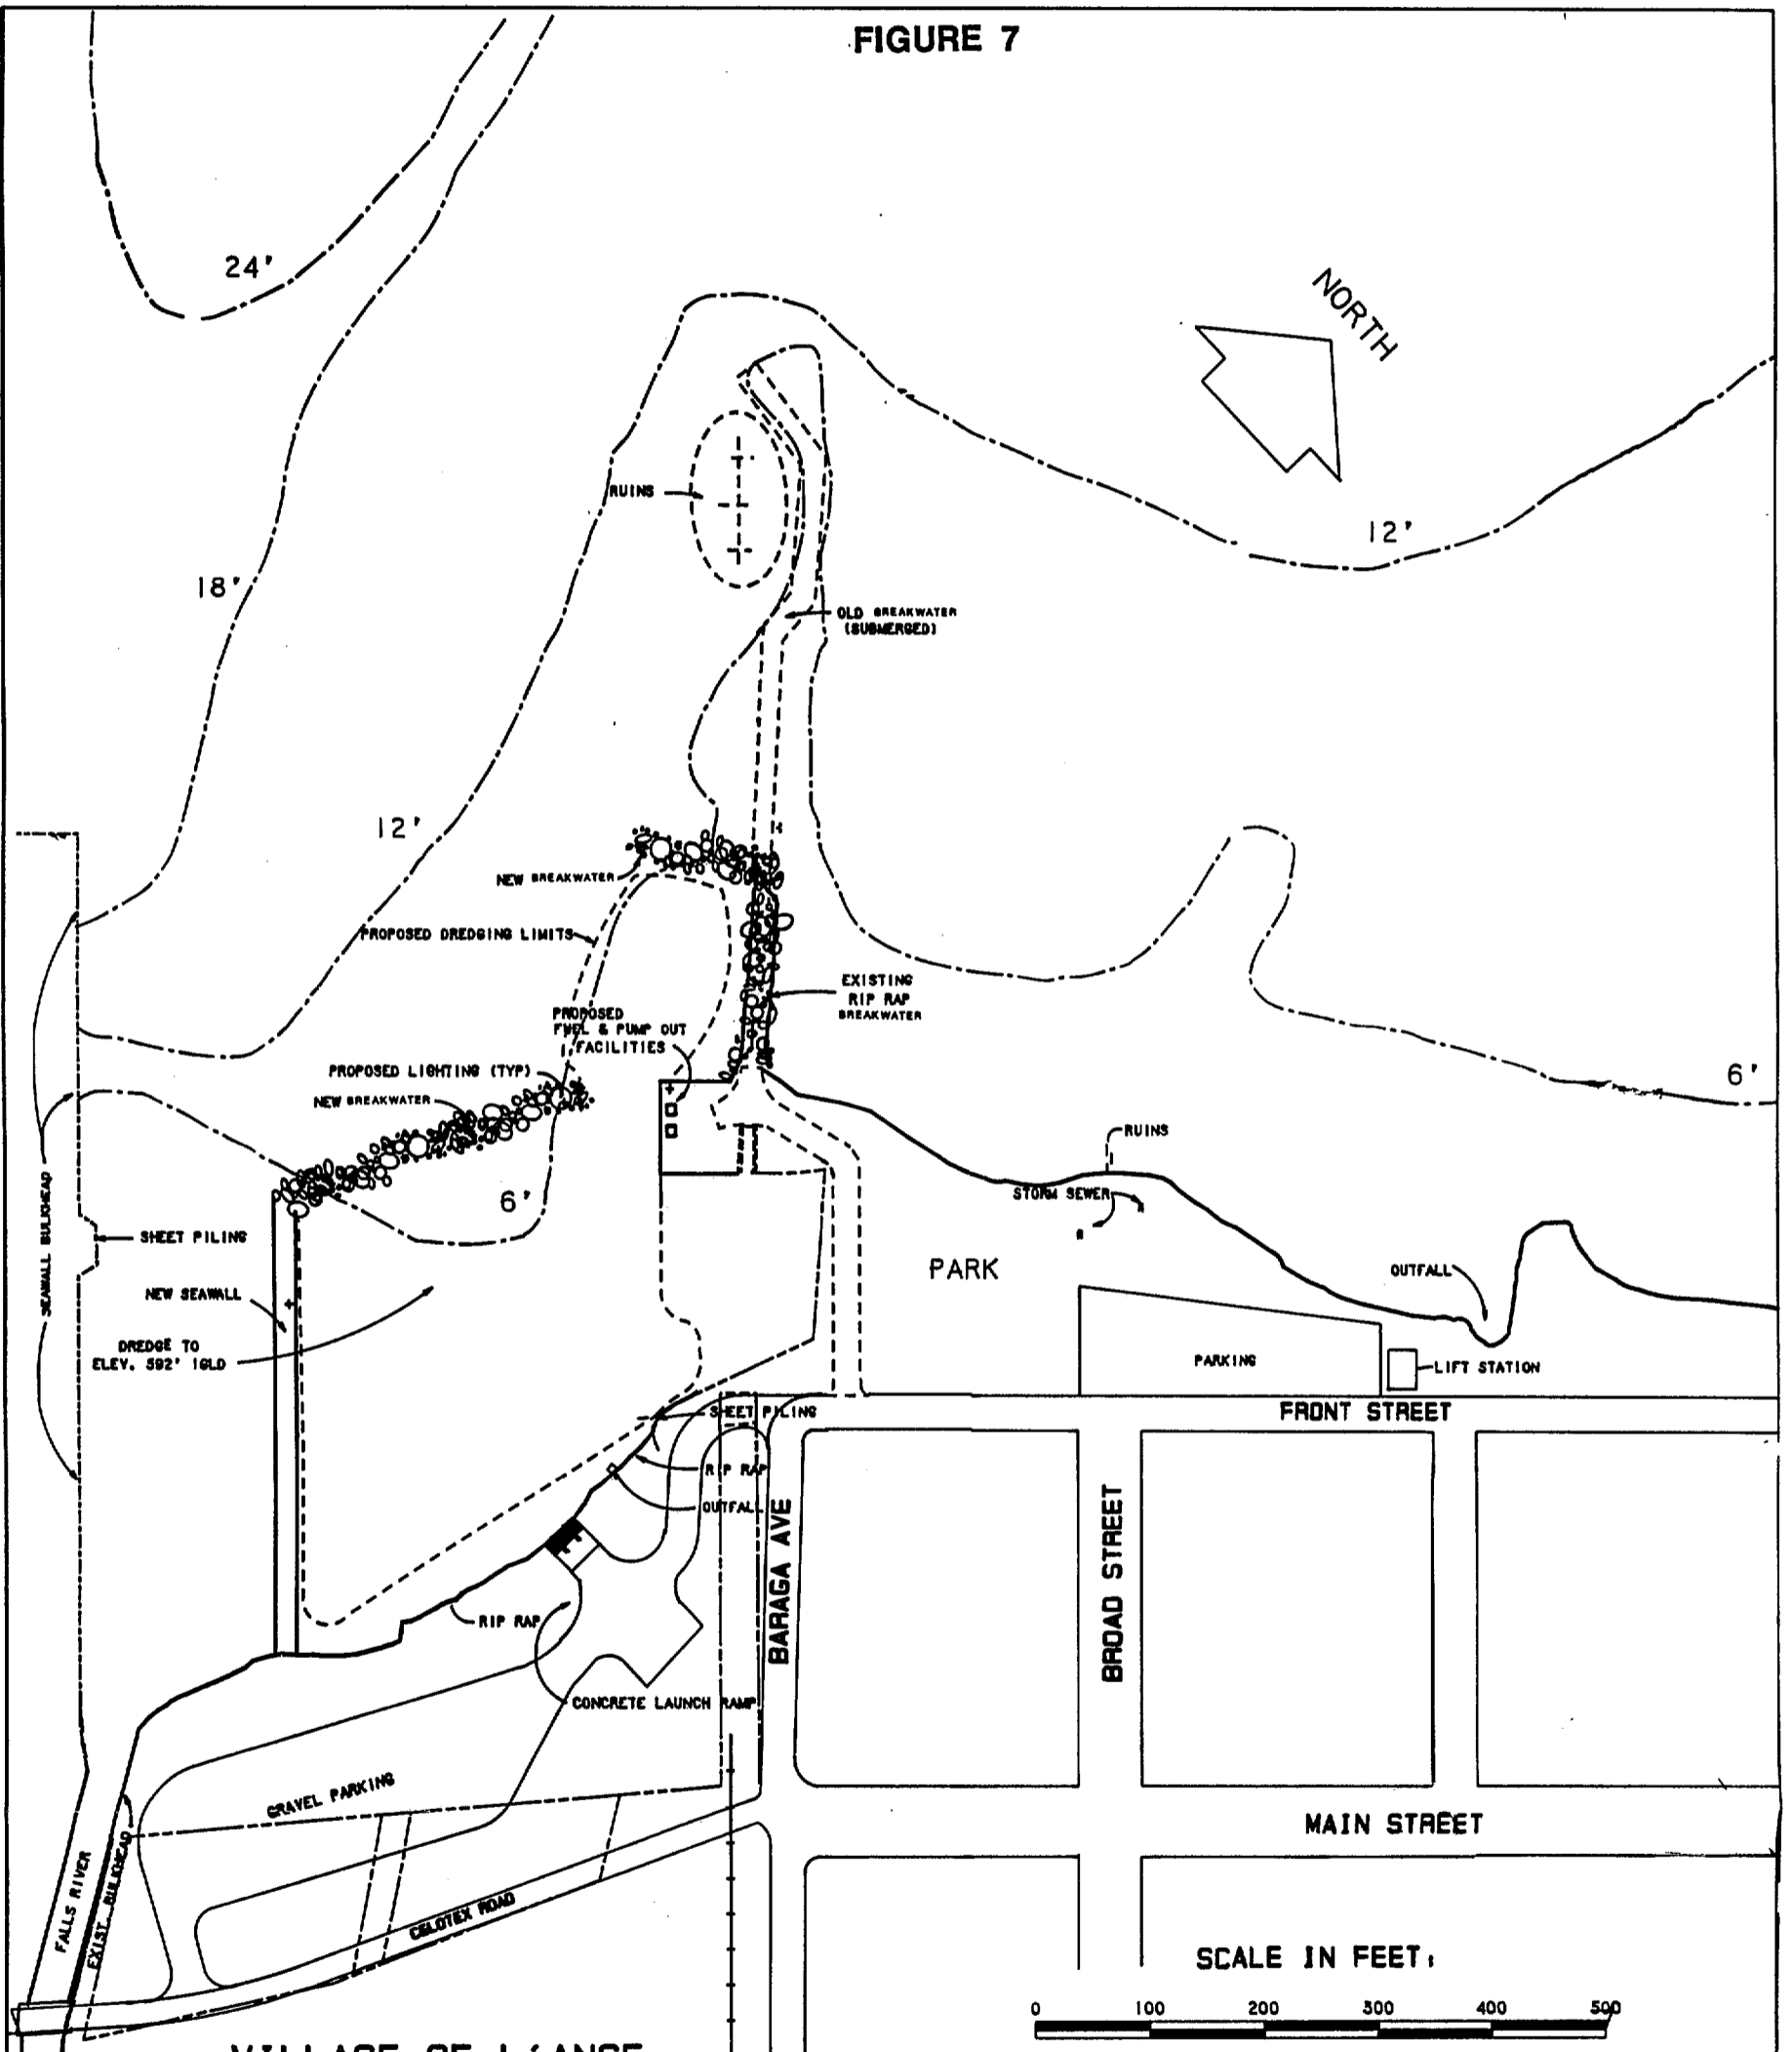 FIGURE 7
24'
NORTH
RUINS
12'
18'
OLD BREAKWATER
(SUBMERGED)
12'
NEW BREAKWATER
PROPOSED DREDGING LIMITS
EXISTING
RIP RAP
BREAKWATER
PROPOSED
FUEL & PUMP OUT
FACILITIES
PROPOSED LIGHTING (TYP)
6'
NEW BREAKWATER
RUINS
SEAWALL BULKHEAD
6'
STORM SEWER
SHEET PILING
PARK
OUTFALL
NEW SEAWALL
DREDGE TO
ELEV. 592' IGLD
PARKING
LIFT STATION
SHEET PILING
FRONT STREET
RIP RAP
OUTFALL
BARAGA AVE
BROAD STREET
RIP RAP
CONCRETE LAUNCH RAMP
GRAVEL PARKING
MAIN STREET
FALLS RIVER
EXIST. BULKHEAD
CELOTEX ROAD
SCALE IN FEET:
0 100 200 300 400 500
VILLAGE OF L'ANSE